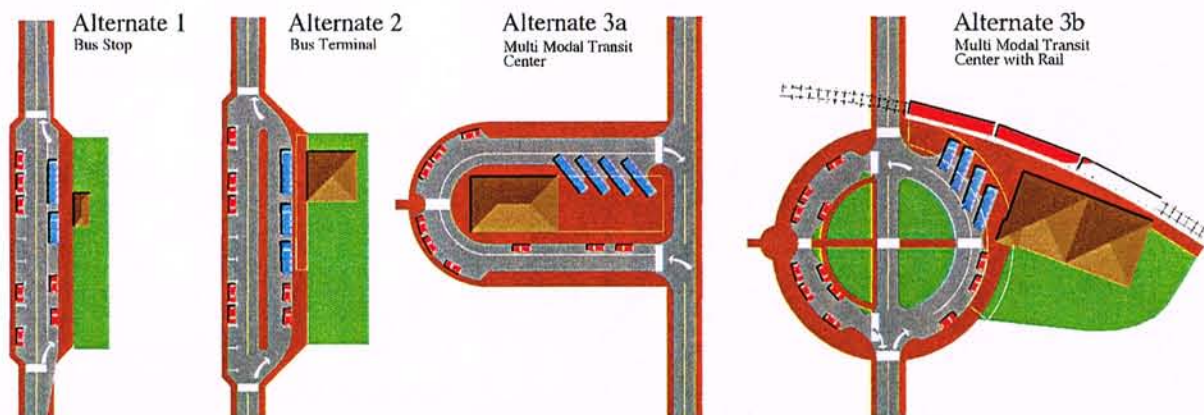 Alternate 1
Bus Stop
Alternate 2
Bus Terminal
Alternate 3a
Multi Modal Transit
Center
Alternate 3b
Multi Modal Transit
Center with Rail